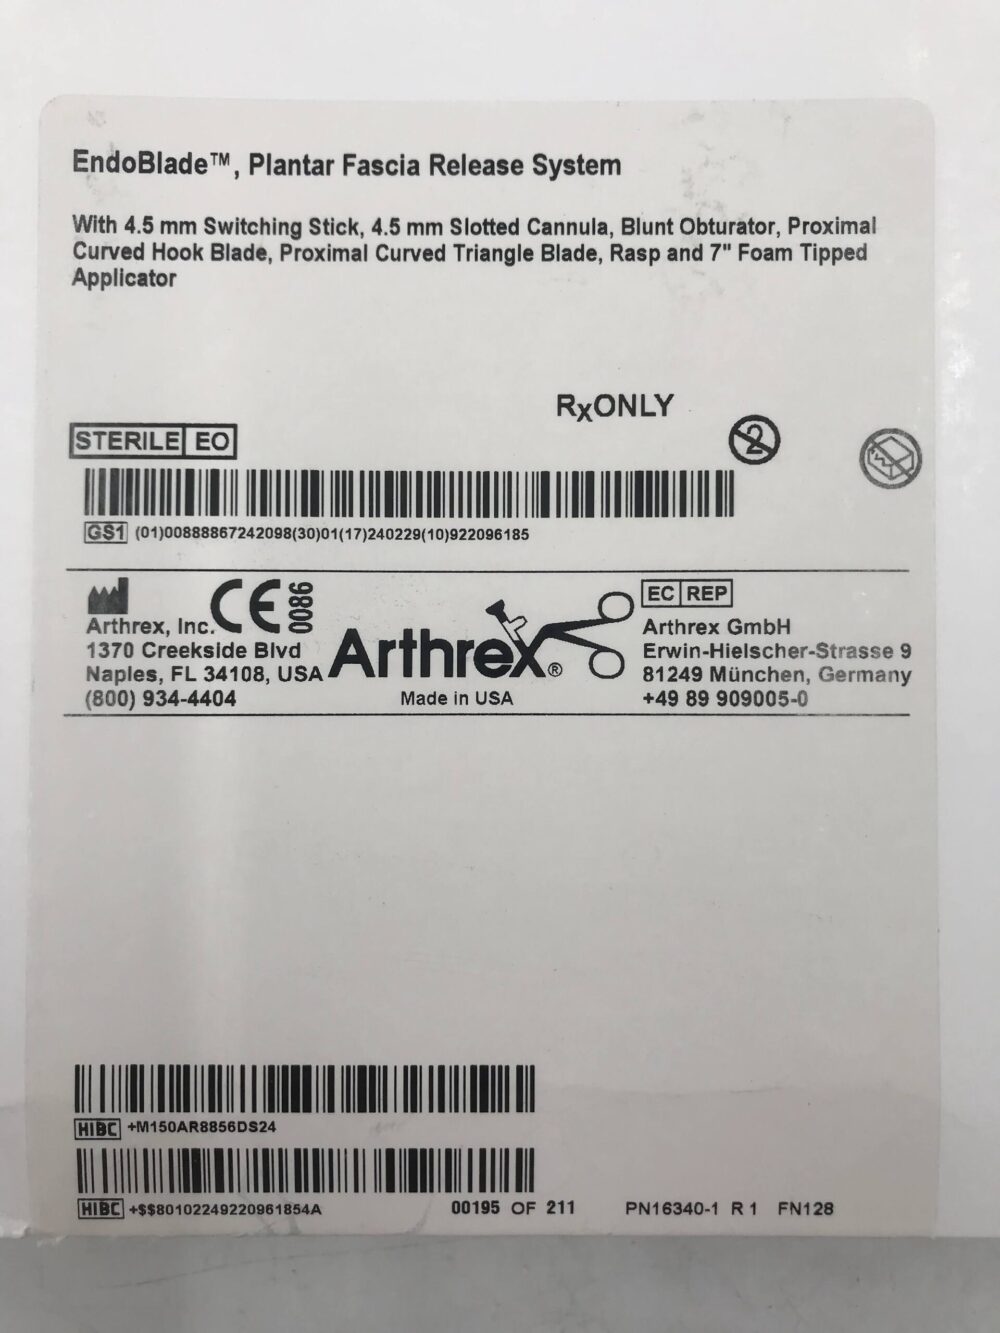 EndoBlade™, Plantar Fascia Release System
With 4.5 mm Switching Stick, 4.5 mm Slotted Cannula, Blunt Obturator, Proximal
Curved Hook Blade, Proximal Curved Triangle Blade, Rasp and 7" Foam Tipped
Applicator
RxONLY
STERILE EO
2
GS1 (01)00888867242098(30)01(17)240229(10)922096185
CE 0086
Arthrex, Inc.
1370 Creekside Blvd
Naples, FL 34108, USA
(800) 934-4404
Arthrex®
Made in USA
EC REP
Arthrex GmbH
Erwin-Hielscher-Strasse 9
81249 München, Germany
+49 89 909005-0
HIBC +M150AR8856DS24
HIBC +$$801022492209618​54A 00195 OF 211 PN16340-1 R 1 FN128